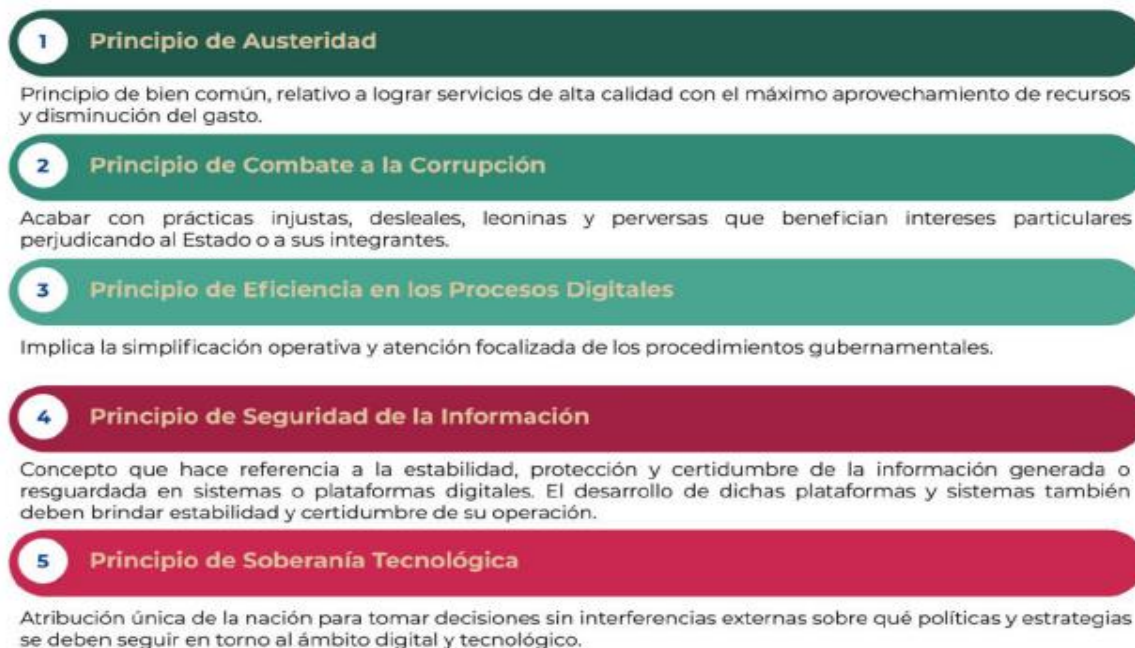 1 Principio de Austeridad
Principio de bien común, relativo a lograr servicios de alta calidad con el máximo aprovechamiento de recursos
y disminución del gasto.
2 Principio de Combate a la Corrupción
Acabar con prácticas injustas, desleales, leoninas y perversas que benefician intereses particulares
perjudicando al Estado o a sus integrantes.
3 Principio de Eficiencia en los Procesos Digitales
Implica la simplificación operativa y atención focalizada de los procedimientos gubernamentales.
4 Principio de Seguridad de la Información
Concepto que hace referencia a la estabilidad, protección y certidumbre de la información generada o
resguardada en sistemas o plataformas digitales. El desarrollo de dichas plataformas y sistemas también
deben brindar estabilidad y certidumbre de su operación.
5 Principio de Soberanía Tecnológica
Atribución única de la nación para tomar decisiones sin interferencias externas sobre qué políticas y estrategias
se deben seguir en torno al ámbito digital y tecnológico.